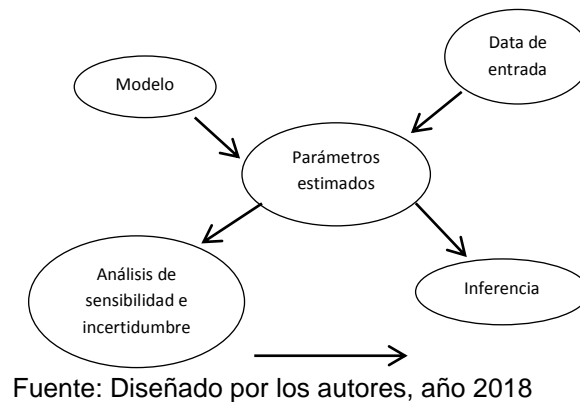 Data de
entrada
Modelo
Parámetros
estimados
Análisis de
sensibilidad e
incertidumbre
Inferencia
Fuente: Diseñado por los autores, año 2018